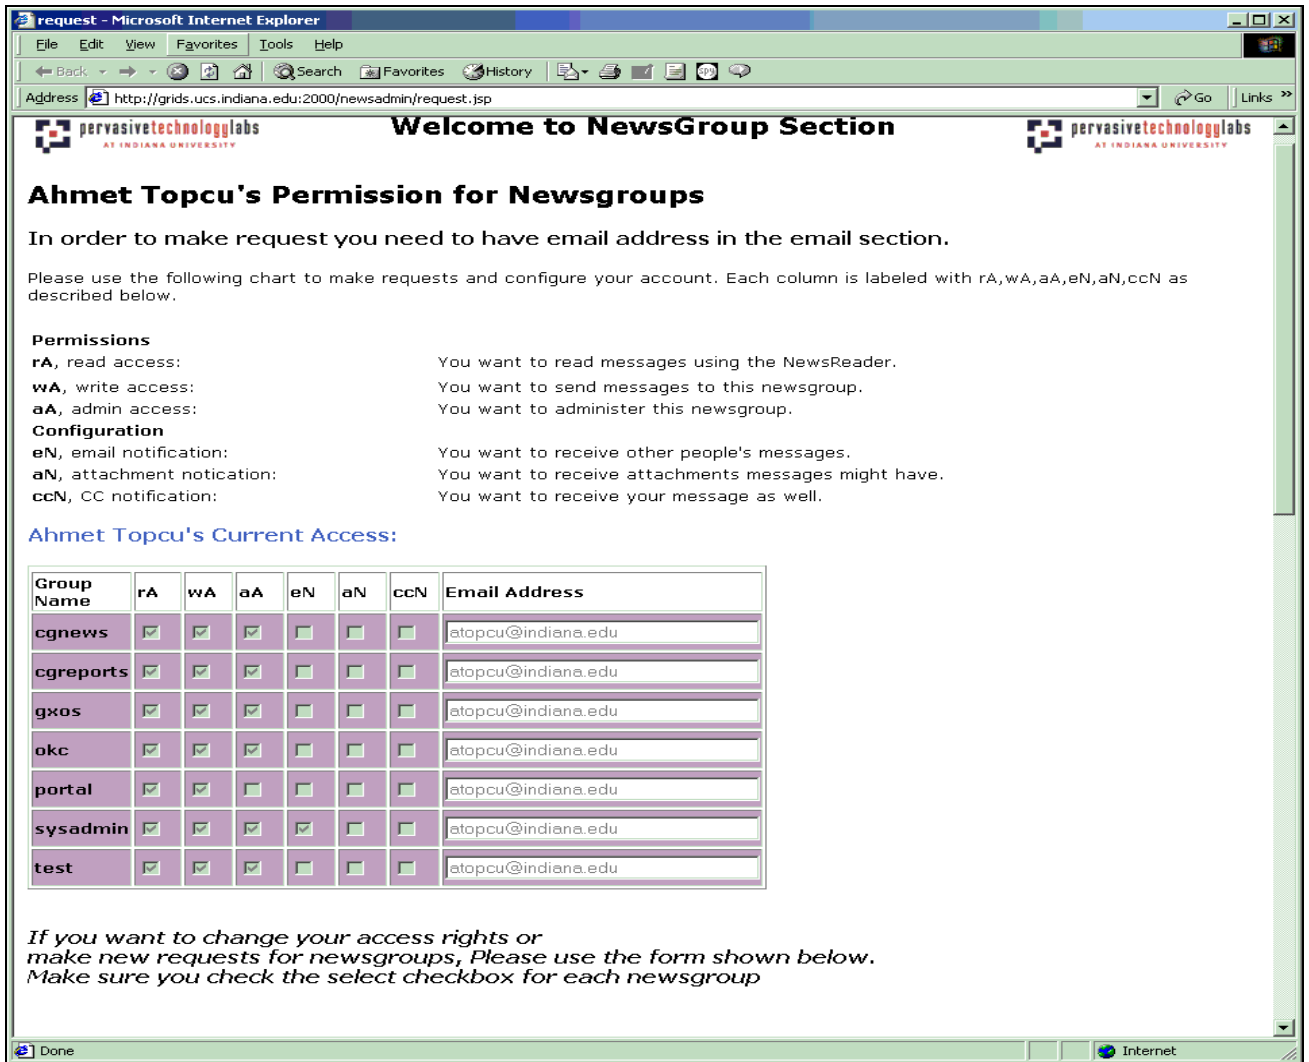 request - Microsoft Internet Explorer
File Edit View Favorites Tools Help
Back Search Favorites History
Address http://grids.ucs.indiana.edu:2000/newsadmin/request.jsp Go Links »
pervasivetechnologylabs Welcome to NewsGroup Section pervasivetechnologylabs
AT INDIANA UNIVERSITY AT INDIANA UNIVERSITY
Ahmet Topcu's Permission for Newsgroups
In order to make request you need to have email address in the email section.
Please use the following chart to make requests and configure your account. Each column is labeled with rA,wA,aA,eN,aN,ccN as
described below.
Permissions
rA, read access: You want to read messages using the NewsReader.
wA, write access: You want to send messages to this newsgroup.
aA, admin access: You want to administer this newsgroup.
Configuration
eN, email notification: You want to receive other people's messages.
aN, attachment notication: You want to receive attachments messages might have.
ccN, CC notification: You want to receive your message as well.
Ahmet Topcu's Current Access:
Group Name rA wA aA eN aN ccN Email Address
cgnews atopcu@indiana.edu
cgreports atopcu@indiana.edu
gxos atopcu@indiana.edu
okc atopcu@indiana.edu
portal atopcu@indiana.edu
sysadmin atopcu@indiana.edu
test atopcu@indiana.edu
If you want to change your access rights or
make new requests for newsgroups, Please use the form shown below.
Make sure you check the select checkbox for each newsgroup
Done Internet